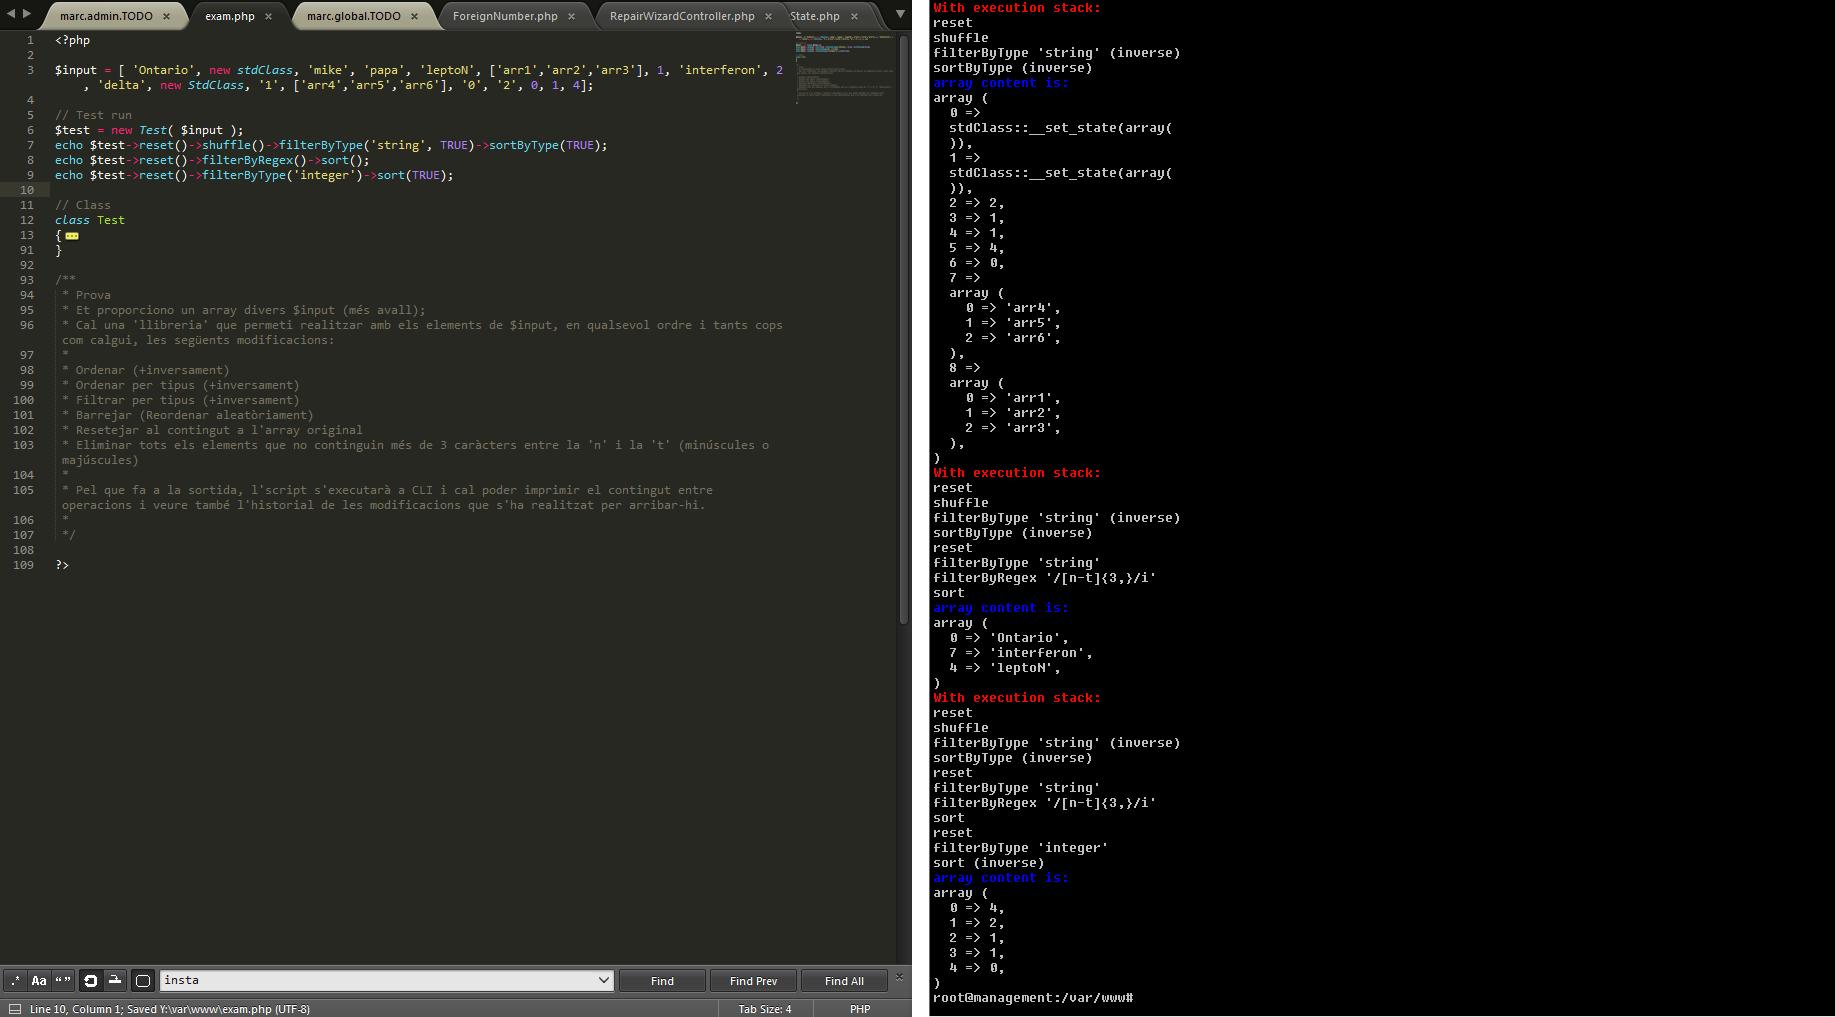 marc.admin.TODO × exam.php × marc.global.TODO × ForeignNumber.php × RepairWizardController.php × State.php ×
1 <?php
2
3 $input = [ 'Ontario', new stdClass, 'mike', 'papa', 'leptoN', ['arr1','arr2','arr3'], 1, 'interferon', 2
, 'delta', new StdClass, '1', ['arr4','arr5','arr6'], '0', '2', 0, 1, 4];
4
5 // Test run
6 $test = new Test( $input );
7 echo $test->reset()->shuffle()->filterByType('string', TRUE)->sortByType(TRUE);
8 echo $test->reset()->filterByRegex()->sort();
9 echo $test->reset()->filterByType('integer')->sort(TRUE);
10
11 // Class
12 class Test
13 {
91 }
92
93 /**
94 * Prova
95 * Et proporciono un array divers $input (més avall);
96 * Cal una 'llibreria' que permeti realitzar amb els elements de $input, en qualsevol ordre i tants cops
com calgui, les següents modificacions:
97 *
98 * Ordenar (+inversament)
99 * Ordenar per tipus (+inversament)
100 * Filtrar per tipus (+inversament)
101 * Barrejar (Reordenar aleatòriament)
102 * Resetejar al contingut a l'array original
103 * Eliminar tots els elements que no continguin més de 3 caràcters entre la 'n' i la 't' (minúscules o
majúscules)
104 *
105 * Pel que fa a la sortida, l'script s'executarà a CLI i cal poder imprimir el contingut entre
operacions i veure també l'historial de les modificacions que s'ha realitzat per arribar-hi.
106 *
107 */
108
109 ?>
.* Aa “ ” insta Find Find Prev Find All ×
Line 10, Column 1; Saved Y:\var\www\exam.php (UTF-8) Tab Size: 4 PHP
With execution stack:
reset
shuffle
filterByType 'string' (inverse)
sortByType (inverse)
array content is:
array (
0 =>
stdClass::__set_state(array(
)),
1 =>
stdClass::__set_state(array(
)),
2 => 2,
3 => 1,
4 => 1,
5 => 4,
6 => 0,
7 =>
array (
0 => 'arr4',
1 => 'arr5',
2 => 'arr6',
),
8 =>
array (
0 => 'arr1',
1 => 'arr2',
2 => 'arr3',
),
)
With execution stack:
reset
shuffle
filterByType 'string' (inverse)
sortByType (inverse)
reset
filterByType 'string'
filterByRegex '/[n-t]{3,}/i'
sort
array content is:
array (
0 => 'Ontario',
7 => 'interferon',
4 => 'leptoN',
)
With execution stack:
reset
shuffle
filterByType 'string' (inverse)
sortByType (inverse)
reset
filterByType 'string'
filterByRegex '/[n-t]{3,}/i'
sort
reset
filterByType 'integer'
sort (inverse)
array content is:
array (
0 => 4,
1 => 2,
2 => 1,
3 => 1,
4 => 0,
)
root@management:/var/www#